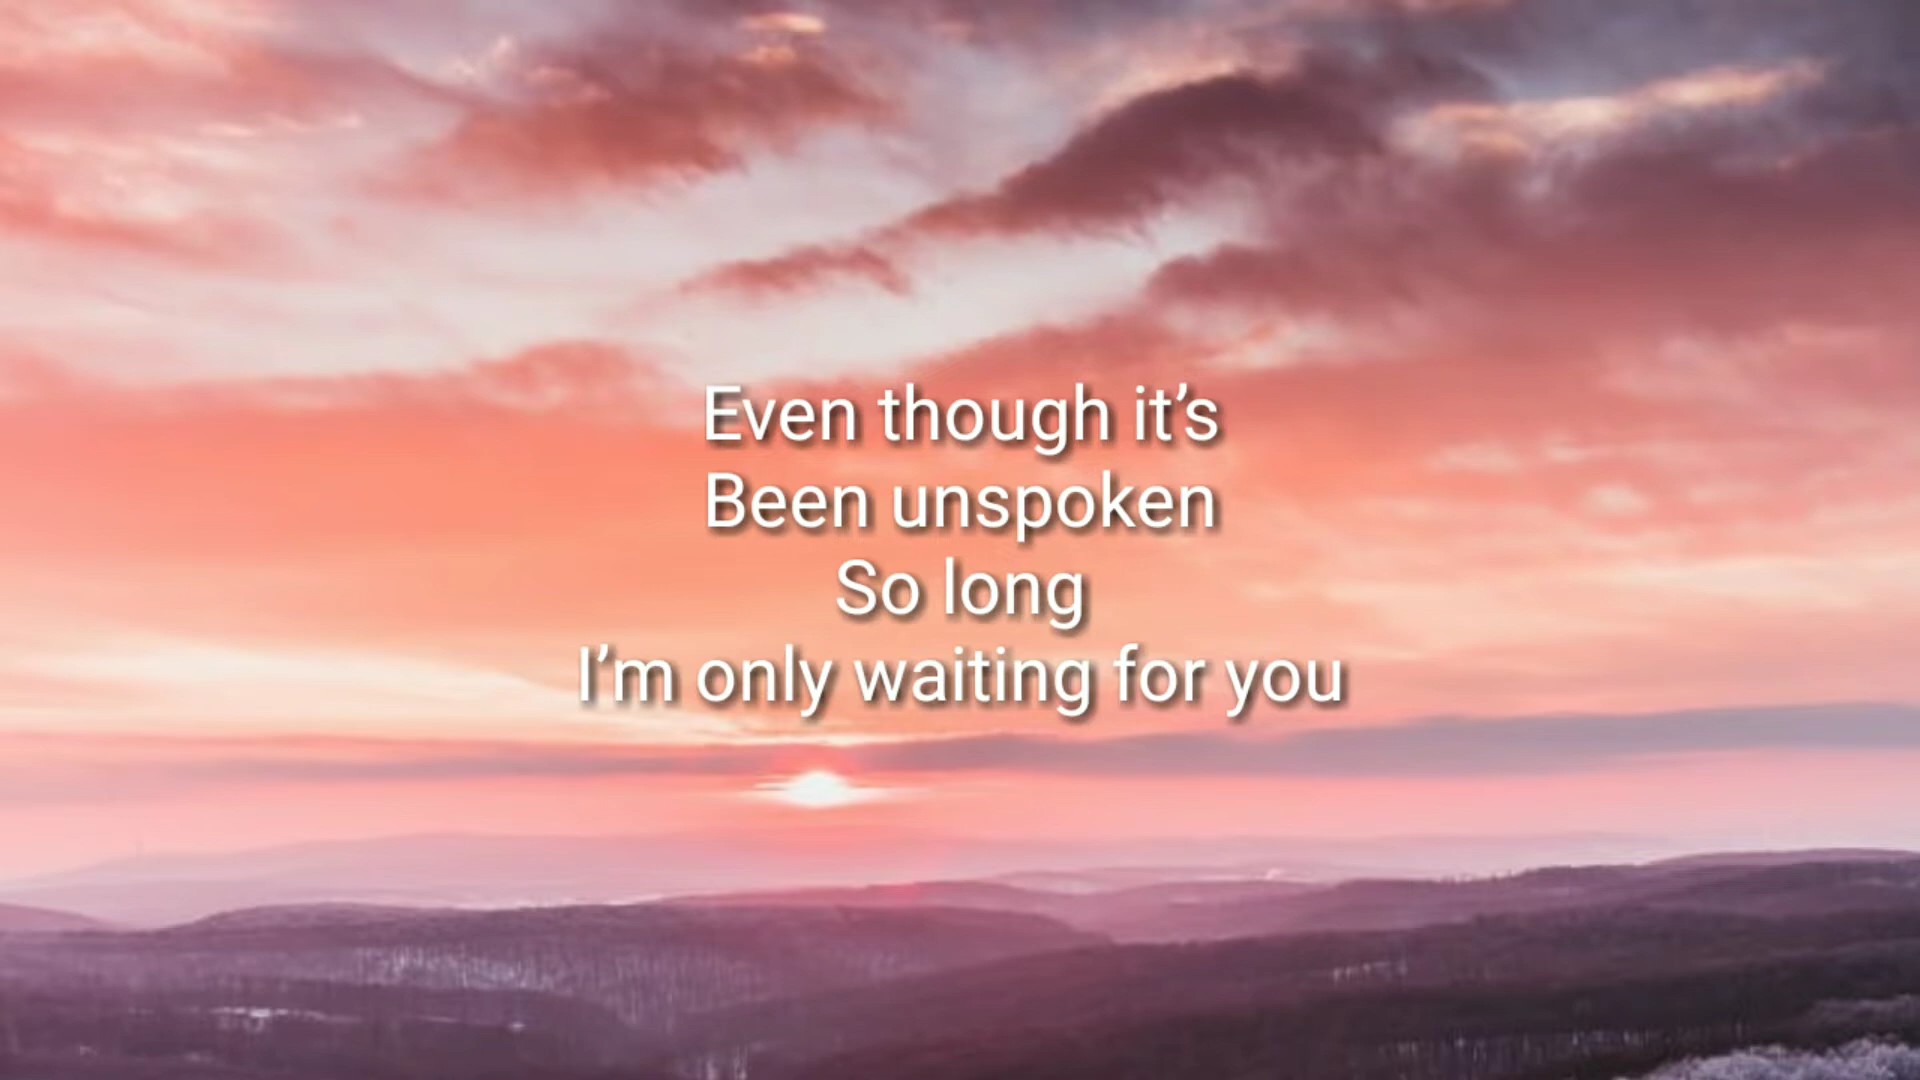 Even though it’s
Been unspoken
So long
I’m only waiting for you